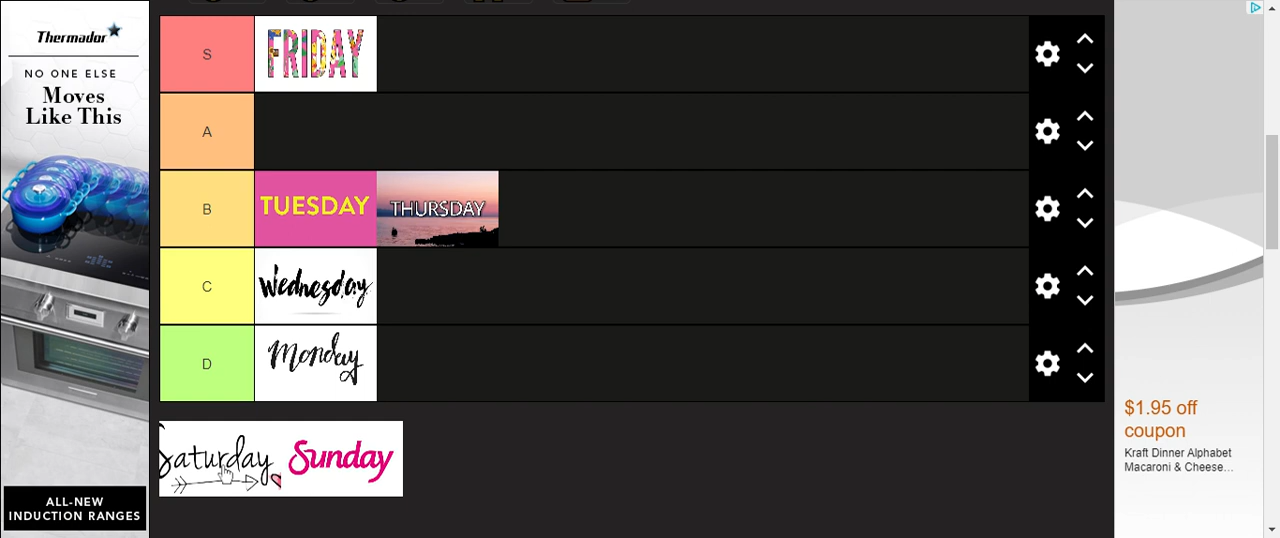 Thermador
NO ONE ELSE
Moves
Like This
ALL-NEW
INDUCTION RANGES
S
FRIDAY
A
B
TUESDAY
THURSDAY
C
Wednesday
D
Monday
Saturday
Sunday
$1.95 off
coupon
Kraft Dinner Alphabet
Macaroni & Cheese...